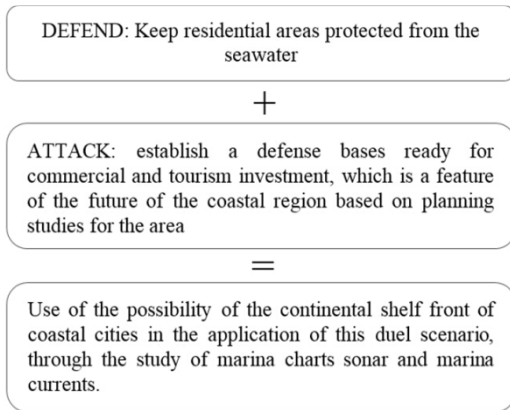 DEFEND: Keep residential areas protected from the
seawater
+
ATTACK: establish a defense bases ready for
commercial and tourism investment, which is a feature
of the future of the coastal region based on planning
studies for the area
=
Use of the possibility of the continental shelf front of
coastal cities in the application of this duel scenario,
through the study of marina charts sonar and marina
currents.